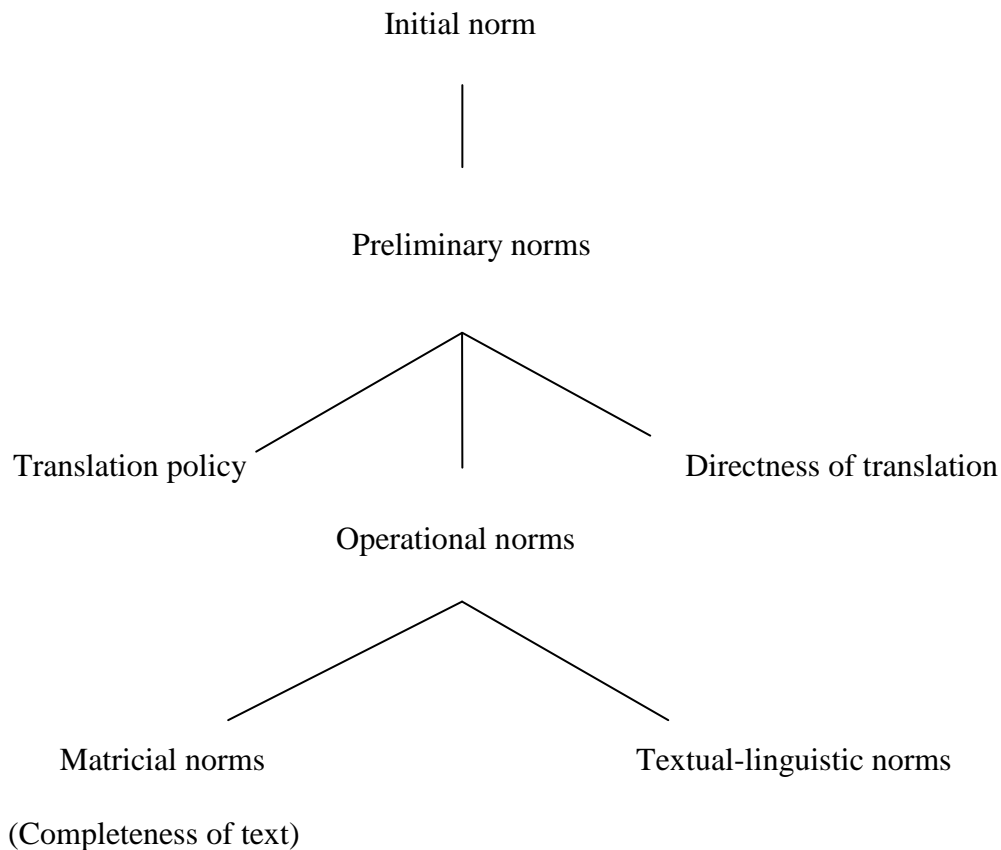 Initial norm
Preliminary norms
Translation policy
Directness of translation
Operational norms
Matricial norms
Textual-linguistic norms
(Completeness of text)